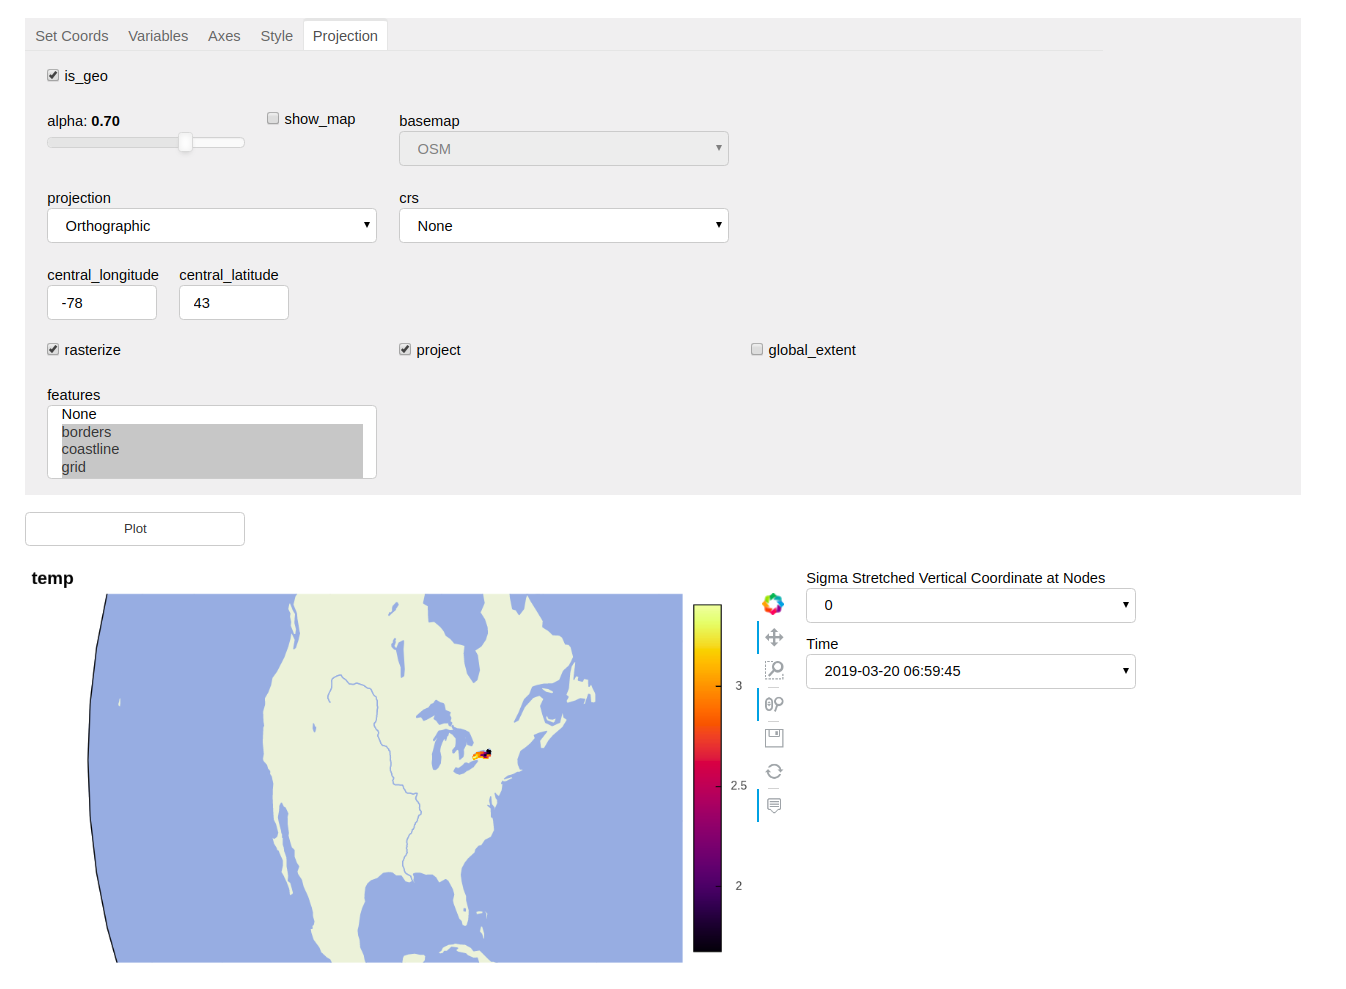 Set Coords Variables Axes Style Projection
is_geo
alpha: 0.70 show_map basemap
OSM
projection crs
Orthographic None
central_longitude central_latitude
-78 43
rasterize project global_extent
features
None
borders
coastline
grid
Plot
temp
3
2.5
2
Sigma Stretched Vertical Coordinate at Nodes
0
Time
2019-03-20 06:59:45